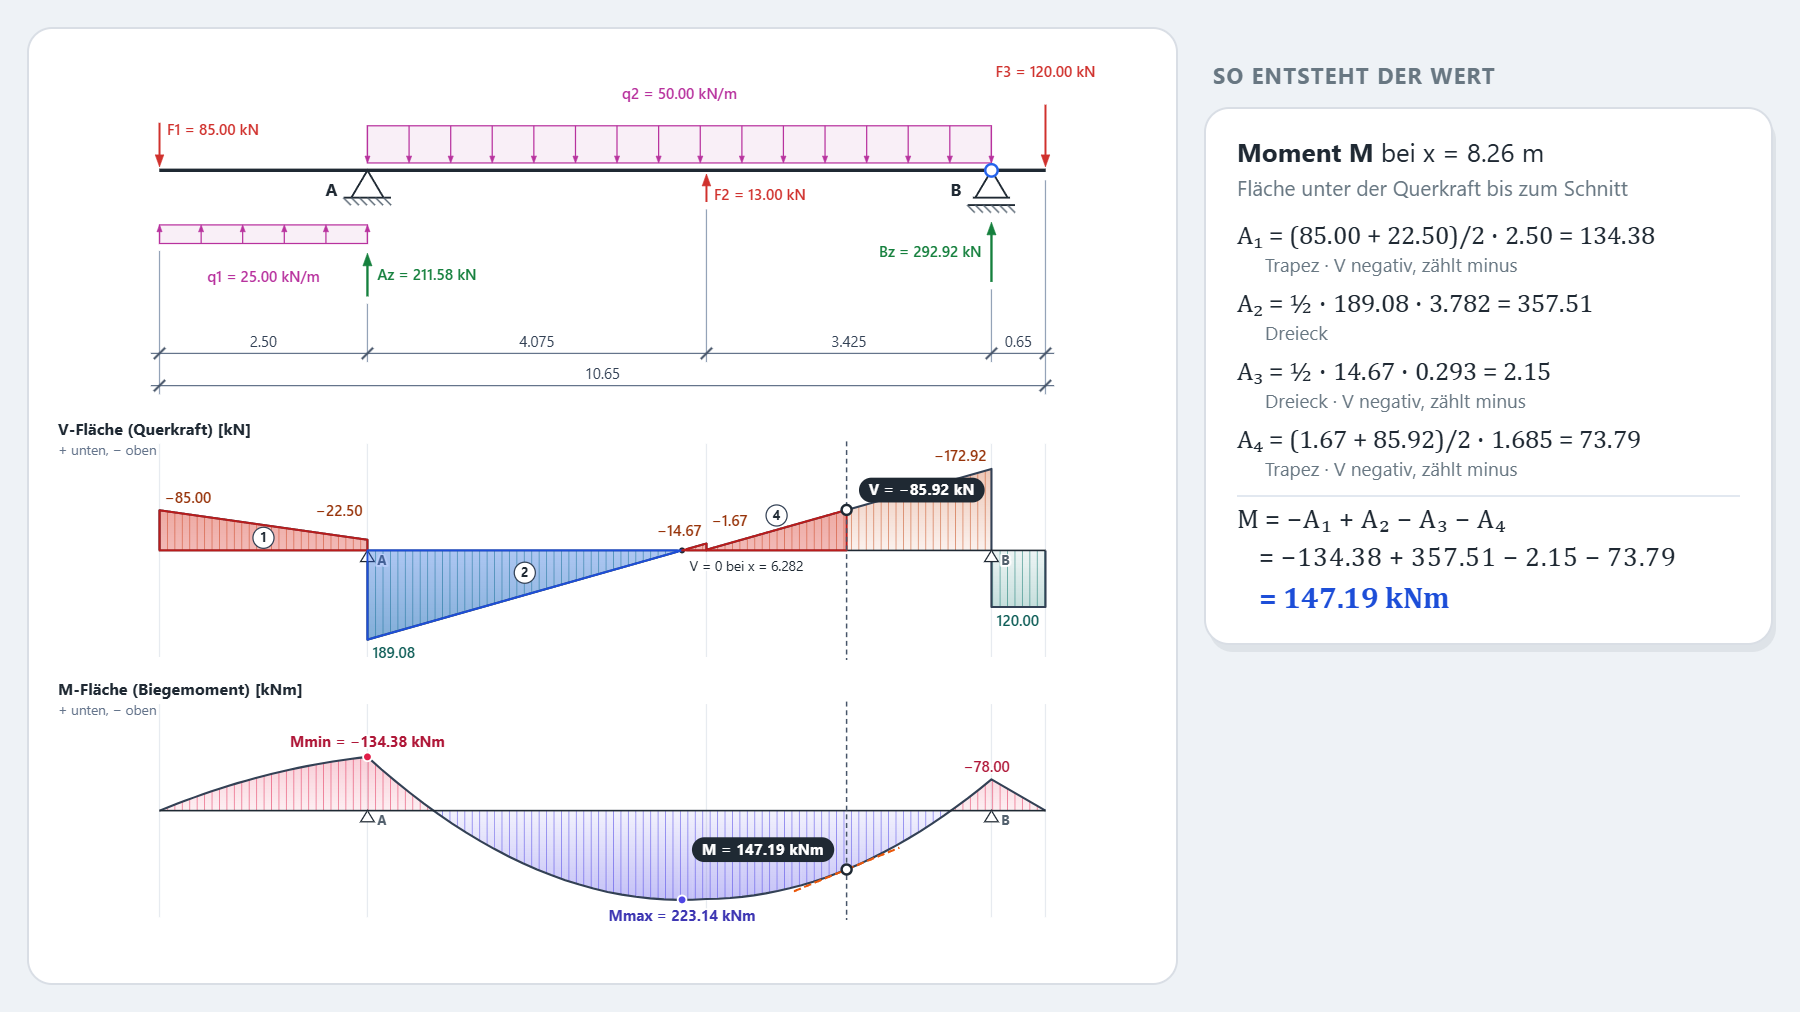 F3 = 120.00 kN
q2 = 50.00 kN/m
F1 = 85.00 kN
A
F2 = 13.00 kN
B
Bz = 292.92 kN
q1 = 25.00 kN/m
Az = 211.58 kN
2.50
4.075
3.425
0.65
10.65
V-Fläche (Querkraft) [kN]
+ unten, − oben
−85.00
−22.50
1
A
2
189.08
−14.67
−1.67
4
V = 0 bei x = 6.282
−172.92
V = −85.92 kN
B
120.00
M-Fläche (Biegemoment) [kNm]
+ unten, − oben
Mmin = −134.38 kNm
−78.00
A
B
M = 147.19 kNm
Mmax = 223.14 kNm
SO ENTSTEHT DER WERT
Moment M bei x = 8.26 m
Fläche unter der Querkraft bis zum Schnitt
A₁ = (85.00 + 22.50)/2 · 2.50 = 134.38
Trapez · V negativ, zählt minus
A₂ = ½ · 189.08 · 3.782 = 357.51
Dreieck
A₃ = ½ · 14.67 · 0.293 = 2.15
Dreieck · V negativ, zählt minus
A₄ = (1.67 + 85.92)/2 · 1.685 = 73.79
Trapez · V negativ, zählt minus
M = −A₁ + A₂ − A₃ − A₄
= −134.38 + 357.51 − 2.15 − 73.79
= 147.19 kNm